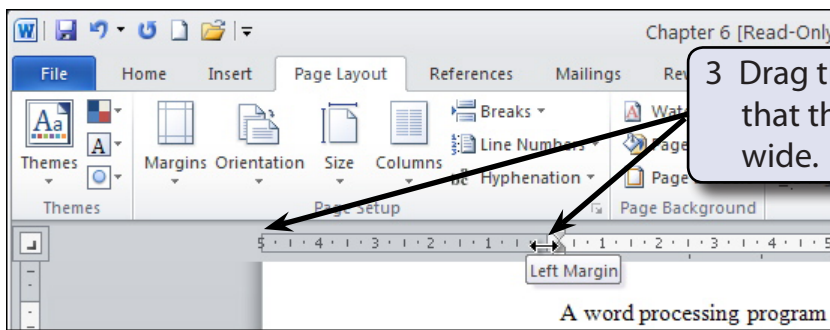 Chapter 6 [Read-Only
File Home Insert Page Layout References Mailings
3 Drag t
that th
wide.
Themes
Margins Orientation Size Columns
Breaks
Line Numbers
Hyphenation
Page
Page
Themes Page Setup Page Background
5 4 3 2 1 1 2 3 4 5
Left Margin
A word processing program